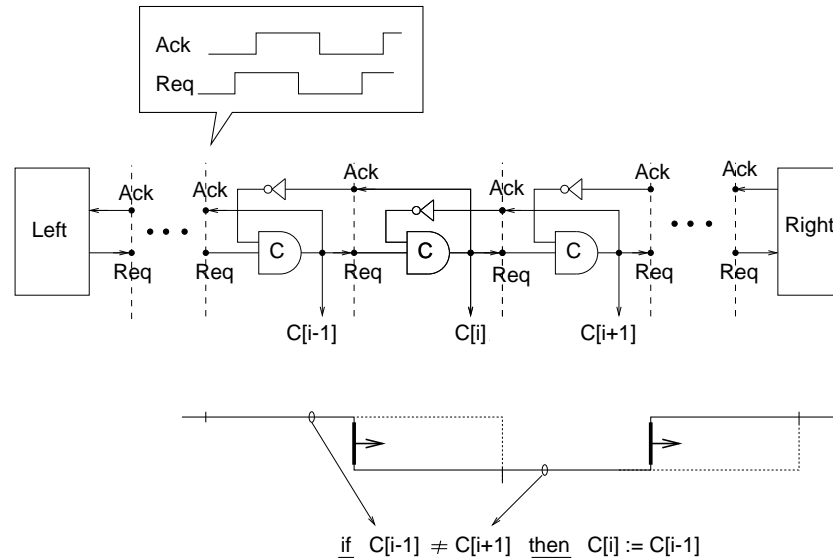 Ack
Req
Left
Ack
Req
Ack
Req
C
Ack
Req
C
Ack
Req
C
Ack
Req
Ack
Req
Right
C[i-1]
C[i]
C[i+1]
if C[i-1] ≠ C[i+1] then C[i] := C[i-1]